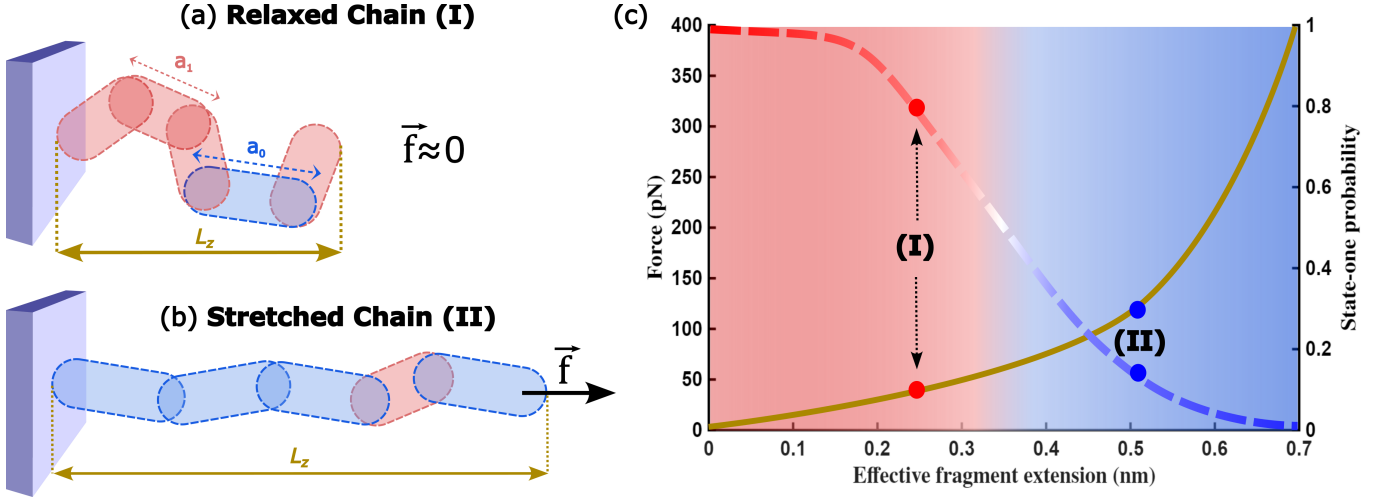 (a) Relaxed Chain (I)
a₁
a₀
f⃗≈0
L_z
(b) Stretched Chain (II)
f⃗
L_z
(c)
400
350
300
250
200
150
100
50
0
Force (pN)
1
0.8
0.6
0.4
0.2
0
State-one probability
(I)
(II)
0 0.1 0.2 0.3 0.4 0.5 0.6 0.7
Effective fragment extension (nm)